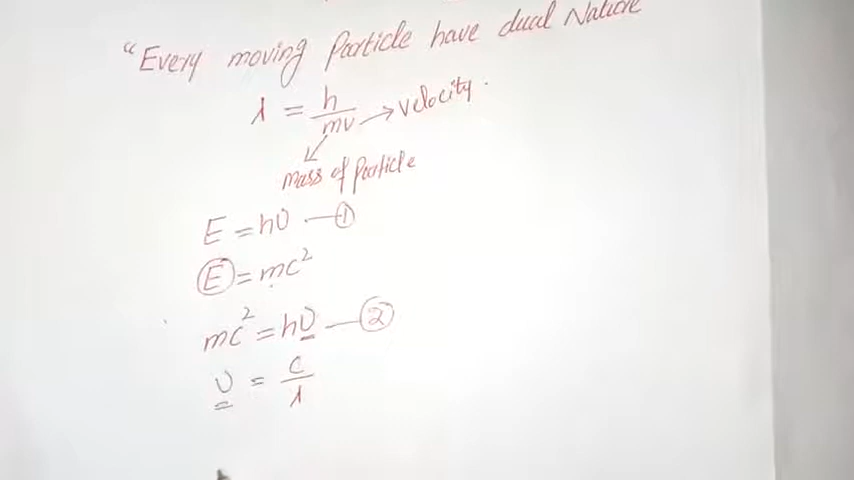 "Every moving Particle have dual Nature
λ = h/mv → velocity.
mass of particle
E = hυ — ①
E = mc²
mc² = hυ — ②
υ = c/λ